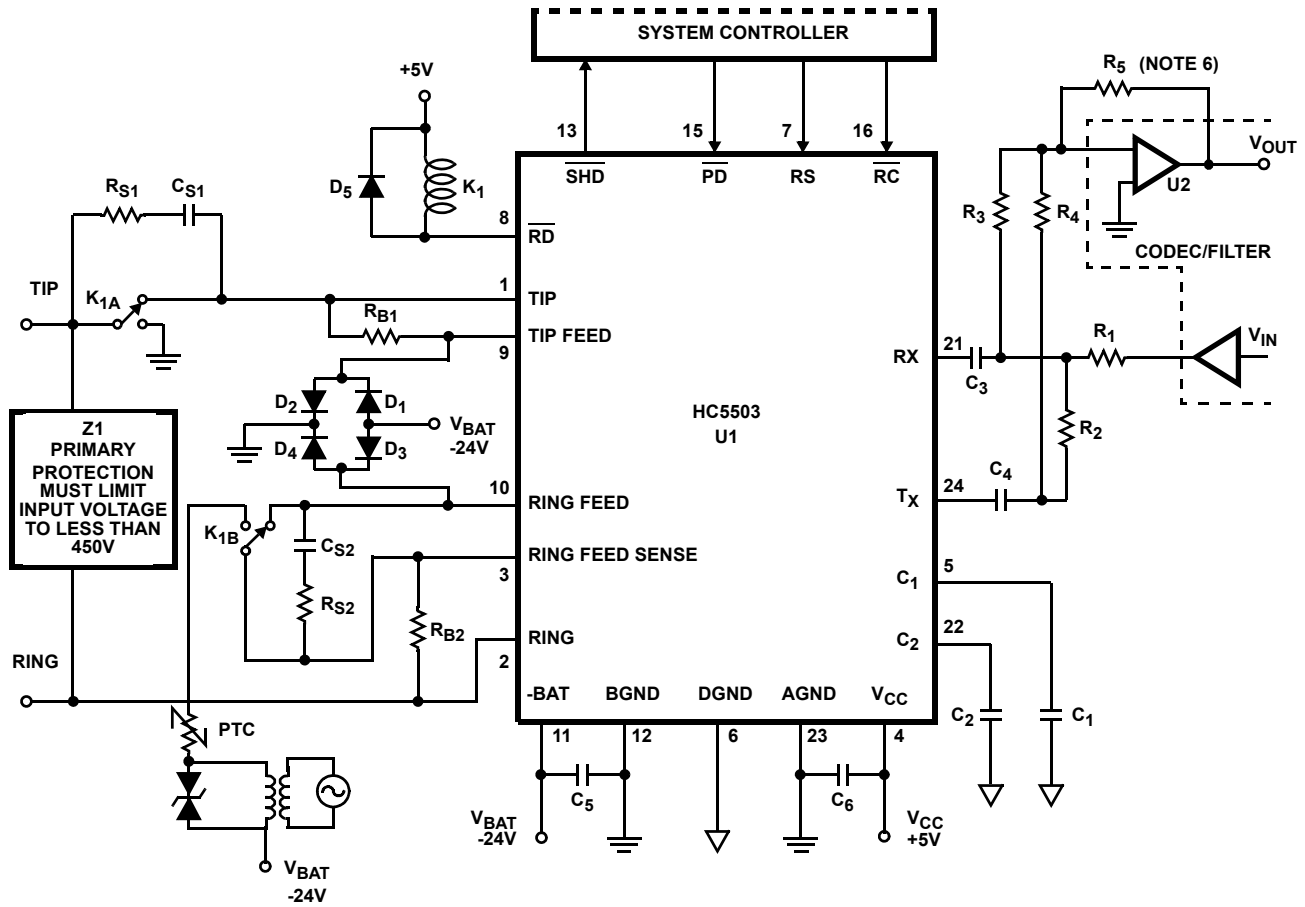 SYSTEM CONTROLLER
+5V
R5 (NOTE 6)
13
15
7
16
VOUT
SHD
PD
RS
RC
U2
RS1
CS1
D5
K1
R3
R4
8
RD
CODEC/FILTER
TIP
K1A
1
TIP
RB1
TIP FEED
9
R1
VIN
RX
21
C3
D2
D1
HC5503
U1
VBAT
-24V
D4
D3
R2
Z1
PRIMARY
PROTECTION
MUST LIMIT
INPUT VOLTAGE
TO LESS THAN
450V
10
RING FEED
TX
24
C4
K1B
CS2
RING FEED SENSE
3
C1
5
RS2
RB2
RING
2
C2
22
RING
-BAT
BGND
DGND
AGND
VCC
C2
C1
PTC
11
12
6
23
4
C5
C6
VBAT
-24V
VCC
+5V
VBAT
-24V